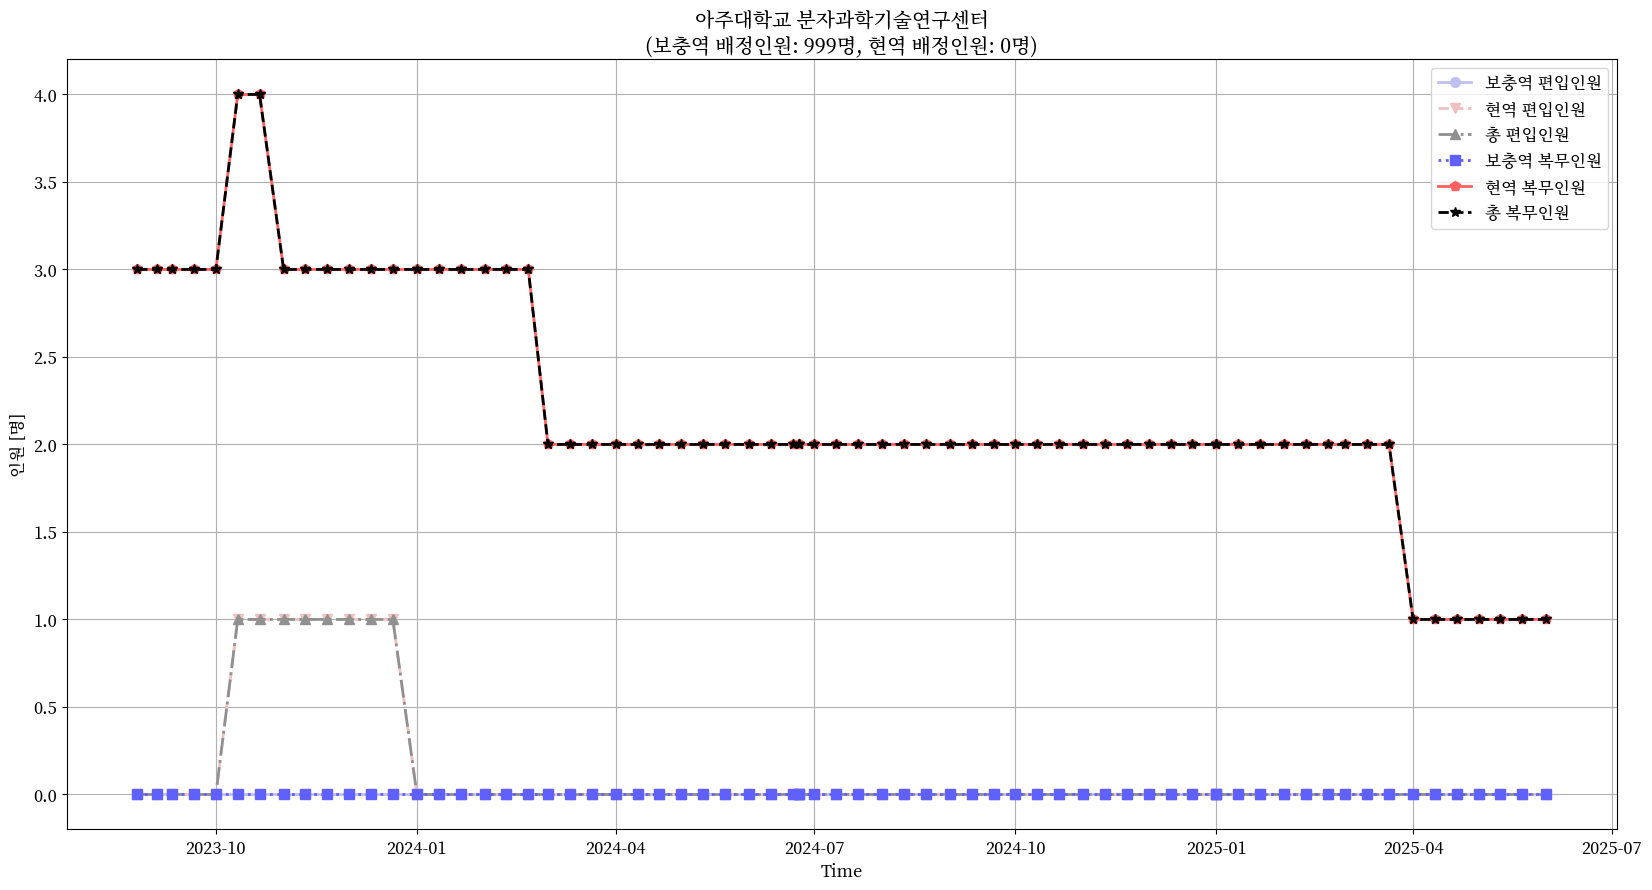 아주대학교 분자과학기술연구센터
(보충역 배정인원: 999명, 현역 배정인원: 0명)
보충역 편입인원
현역 편입인원
총 편입인원
보충역 복무인원
현역 복무인원
총 복무인원
인원 [명]
4.0
3.5
3.0
2.5
2.0
1.5
1.0
0.5
0.0
2023-10
2024-01
2024-04
2024-07
2024-10
2025-01
2025-04
2025-07
Time